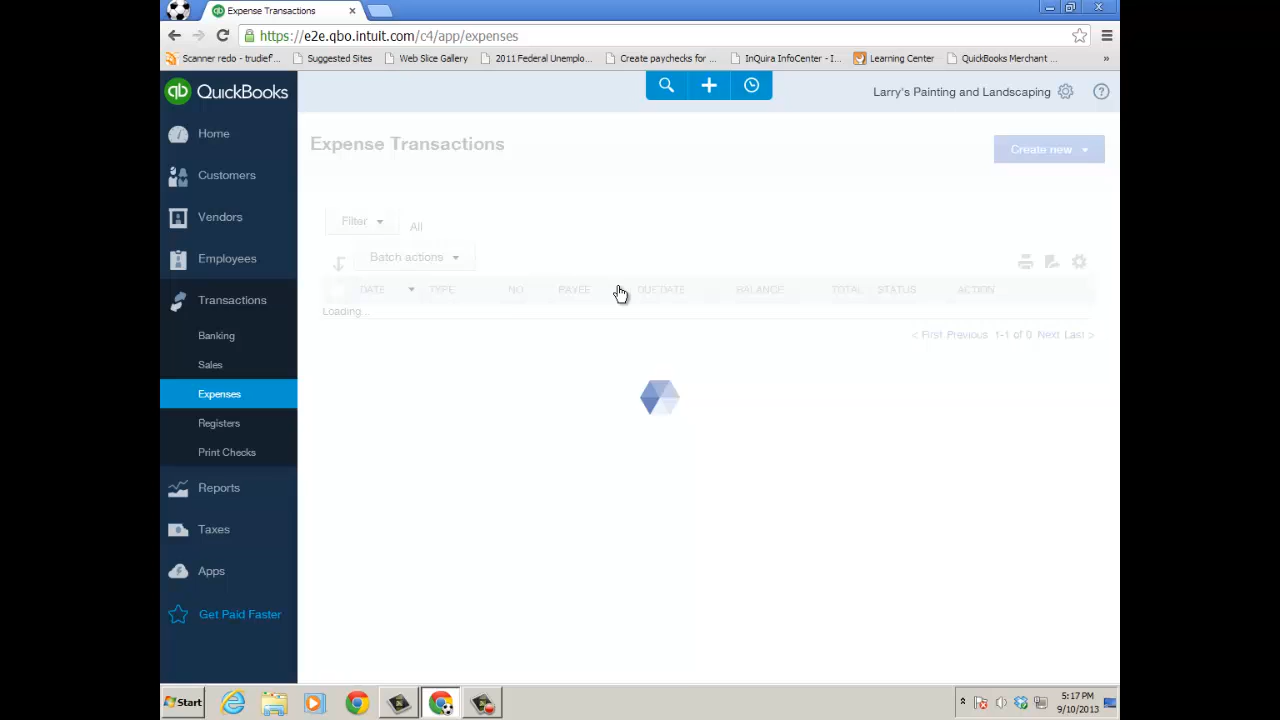 Expense Transactions
https://e2e.qbo.intuit.com/c4/app/expenses
Scanner redo - trudief... Suggested Sites Web Slice Gallery 2011 Federal Unemplo... Create paychecks for ... InQuira InfoCenter - I... Learning Center QuickBooks Merchant ... »
qb QuickBooks
Larry's Painting and Landscaping
Home
Customers
Vendors
Employees
Transactions
Banking
Sales
Expenses
Registers
Print Checks
Reports
Taxes
Apps
Get Paid Faster
Expense Transactions
Create new
Filter All
Batch actions
DATE TYPE NO. PAYEE DUE DATE BALANCE TOTAL STATUS ACTION
Loading...
< First Previous 1-1 of 0 Next Last >
Start
5:17 PM
9/10/2013